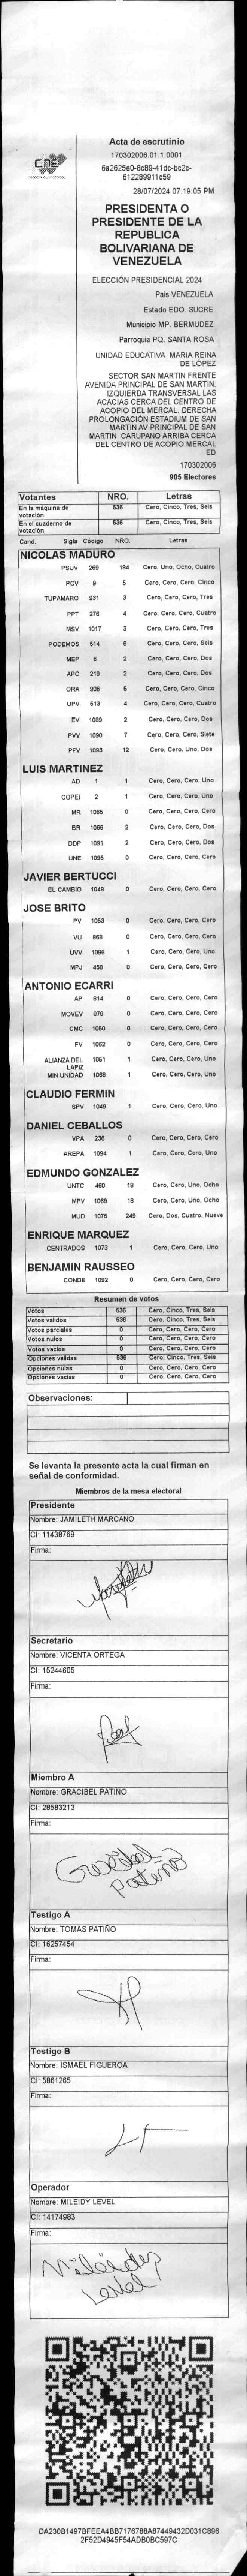 CNE
Acta de escrutinio
170302006.01.1.0001
6a2625e0-8c89-41dc-bc2c-
612289911c59
28/07/2024 07:19:05 PM
PRESIDENTA O
PRESIDENTE DE LA
REPUBLICA
BOLIVARIANA DE
VENEZUELA
ELECCIÓN PRESIDENCIAL 2024
País VENEZUELA
Estado EDO. SUCRE
Municipio MP. BERMUDEZ
Parroquia PQ. SANTA ROSA
UNIDAD EDUCATIVA MARIA REINA
DE LÓPEZ
SECTOR SAN MARTIN FRENTE
AVENIDA PRINCIPAL DE SAN MARTIN.
IZQUIERDA TRANSVERSAL LAS
ACACIAS CERCA DEL CENTRO DE
ACOPIO DEL MERCAL. DERECHA
PROLONGACIÓN ESTADIUM DE SAN
MARTIN AV PRINCIPAL DE SAN
MARTIN CARUPANO ARRIBA CERCA
DEL CENTRO DE ACOPIO MERCAL
ED
170302006
905 Electores
Votantes NRO. Letras
En la máquina de votación 536 Cero, Cinco, Tres, Seis
En el cuaderno de votación 536 Cero, Cinco, Tres, Seis
Cand. Sigla Código NRO. Letras
NICOLAS MADURO
PSUV 269 194 Cero, Uno, Ocho, Cuatro
PCV 9 5 Cero, Cero, Cero, Cinco
TUPAMARO 931 3 Cero, Cero, Cero, Tres
PPT 276 4 Cero, Cero, Cero, Cuatro
MSV 1017 3 Cero, Cero, Cero, Tres
PODEMOS 514 6 Cero, Cero, Cero, Seis
MEP 6 2 Cero, Cero, Cero, Dos
APC 219 2 Cero, Cero, Cero, Dos
ORA 906 5 Cero, Cero, Cero, Cinco
UPV 613 4 Cero, Cero, Cero, Cuatro
EV 1089 2 Cero, Cero, Cero, Dos
PVV 1090 7 Cero, Cero, Cero, Siete
PFV 1093 12 Cero, Cero, Uno, Dos
LUIS MARTINEZ
AD 1 1 Cero, Cero, Cero, Uno
COPEI 2 1 Cero, Cero, Cero, Uno
MR 1065 0 Cero, Cero, Cero, Cero
BR 1066 2 Cero, Cero, Cero, Dos
DDP 1091 2 Cero, Cero, Cero, Dos
UNE 1095 0 Cero, Cero, Cero, Cero
JAVIER BERTUCCI
EL CAMBIO 1048 0 Cero, Cero, Cero, Cero
JOSE BRITO
PV 1053 0 Cero, Cero, Cero, Cero
VU 868 0 Cero, Cero, Cero, Cero
UVV 1096 1 Cero, Cero, Cero, Uno
MPJ 458 0 Cero, Cero, Cero, Cero
ANTONIO ECARRI
AP 814 0 Cero, Cero, Cero, Cero
MOVEV 879 0 Cero, Cero, Cero, Cero
CMC 1050 0 Cero, Cero, Cero, Cero
FV 1062 0 Cero, Cero, Cero, Cero
ALIANZA DEL LAPIZ 1051 1 Cero, Cero, Cero, Uno
MIN UNIDAD 1068 1 Cero, Cero, Cero, Uno
CLAUDIO FERMIN
SPV 1049 1 Cero, Cero, Cero, Uno
DANIEL CEBALLOS
VPA 236 0 Cero, Cero, Cero, Cero
AREPA 1094 1 Cero, Cero, Cero, Uno
EDMUNDO GONZALEZ
UNTC 480 18 Cero, Cero, Uno, Ocho
MPV 1069 18 Cero, Cero, Uno, Ocho
MUD 1075 249 Cero, Dos, Cuatro, Nueve
ENRIQUE MARQUEZ
CENTRADOS 1073 1 Cero, Cero, Cero, Uno
BENJAMIN RAUSSEO
CONDE 1092 0 Cero, Cero, Cero, Cero
Resumen de votos
Votos 536 Cero, Cinco, Tres, Seis
Votos validos 536 Cero, Cinco, Tres, Seis
Votos parciales 0 Cero, Cero, Cero, Cero
Votos nulos 0 Cero, Cero, Cero, Cero
Votos vacios 0 Cero, Cero, Cero, Cero
Opciones validas 536 Cero, Cinco, Tres, Seis
Opciones nulas 0 Cero, Cero, Cero, Cero
Opciones vacias 0 Cero, Cero, Cero, Cero
Observaciones:
Se levanta la presente acta la cual firman en
señal de conformidad.
Miembros de la mesa electoral
Presidente
Nombre: JAMILETH MARCANO
CI: 11438769
Firma:
Secretario
Nombre: VICENTA ORTEGA
CI: 15244605
Firma:
Miembro A
Nombre: GRACIBEL PATIÑO
CI: 28583213
Firma:
Testigo A
Nombre: TOMAS PATIÑO
CI: 16257454
Firma:
Testigo B
Nombre: ISMAEL FIGUEROA
CI: 5861265
Firma:
Operador
Nombre: MILEIDY LEVEL
CI: 14174983
Firma:
Mileidy
Level
DA230B1497BFEEA4BB7176788A87449432D031C896
2F52D4945F54ADB0BC597C